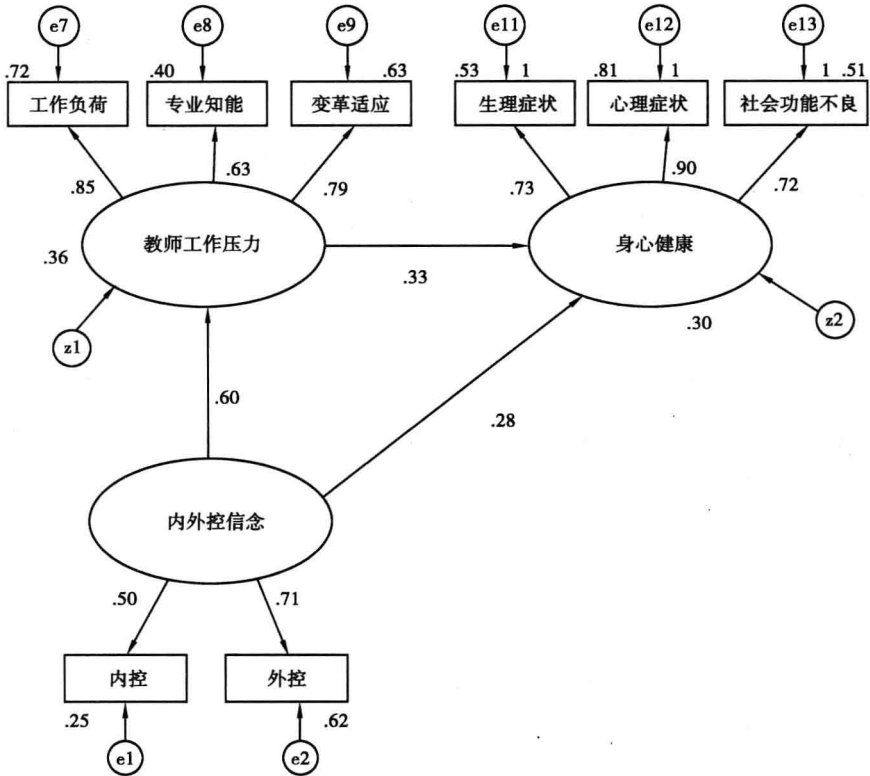 e7 e8 e9 e11 e12 e13
.72 .40 .63 .53 1 .81 1 1 .51
工作负荷 专业知能 变革适应 生理症状 心理症状 社会功能不良
.85 .63 .79 .73 .90 .72
教师工作压力 身心健康
.36 .33 .30
z1 z2
.60 .28
内外控信念
.50 .71
内控 外控
.25 .62
e1 e2